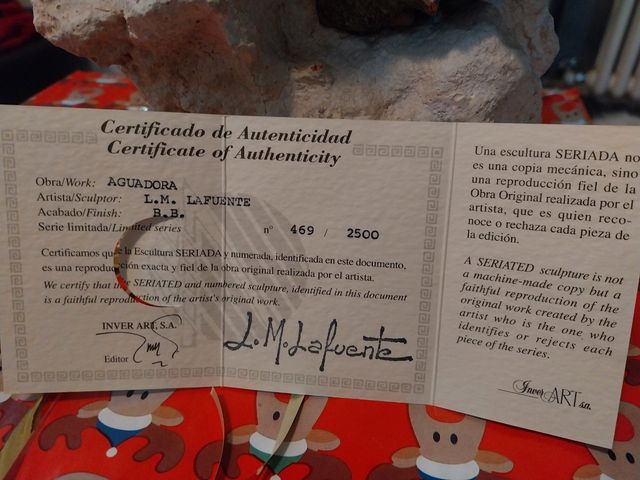 Certificado de Autenticidad
Certificate of Authenticity
Obra/Work: AGUADORA
Artista/Sculptor: L.M. LAFUENTE
Acabado/Finish: B.B.
Serie limitada/Limited series nº 469 / 2500
Certificamos que la Escultura SERIADA y numerada, identificada en este documento,
es una reproducción exacta y fiel de la obra original realizada por el artista.
We certify that the SERIATED and numbered sculpture, identified in this document
is a faithful reproduction of the artist's original work.
INVER ART, S.A.
Editor
L.M.Lafuente
Una escultura SERIADA no
es una copia mecánica, sino
una reproducción fiel de la
Obra Original realizada por el
artista, que es quien reco-
noce o rechaza cada pieza de
la edición.
A SERIATED sculpture is not
a machine-made copy but a
faithful reproduction of the
original work created by the
artist who is the one who
identifies or rejects each
piece of the series.
Inver ART s.a.